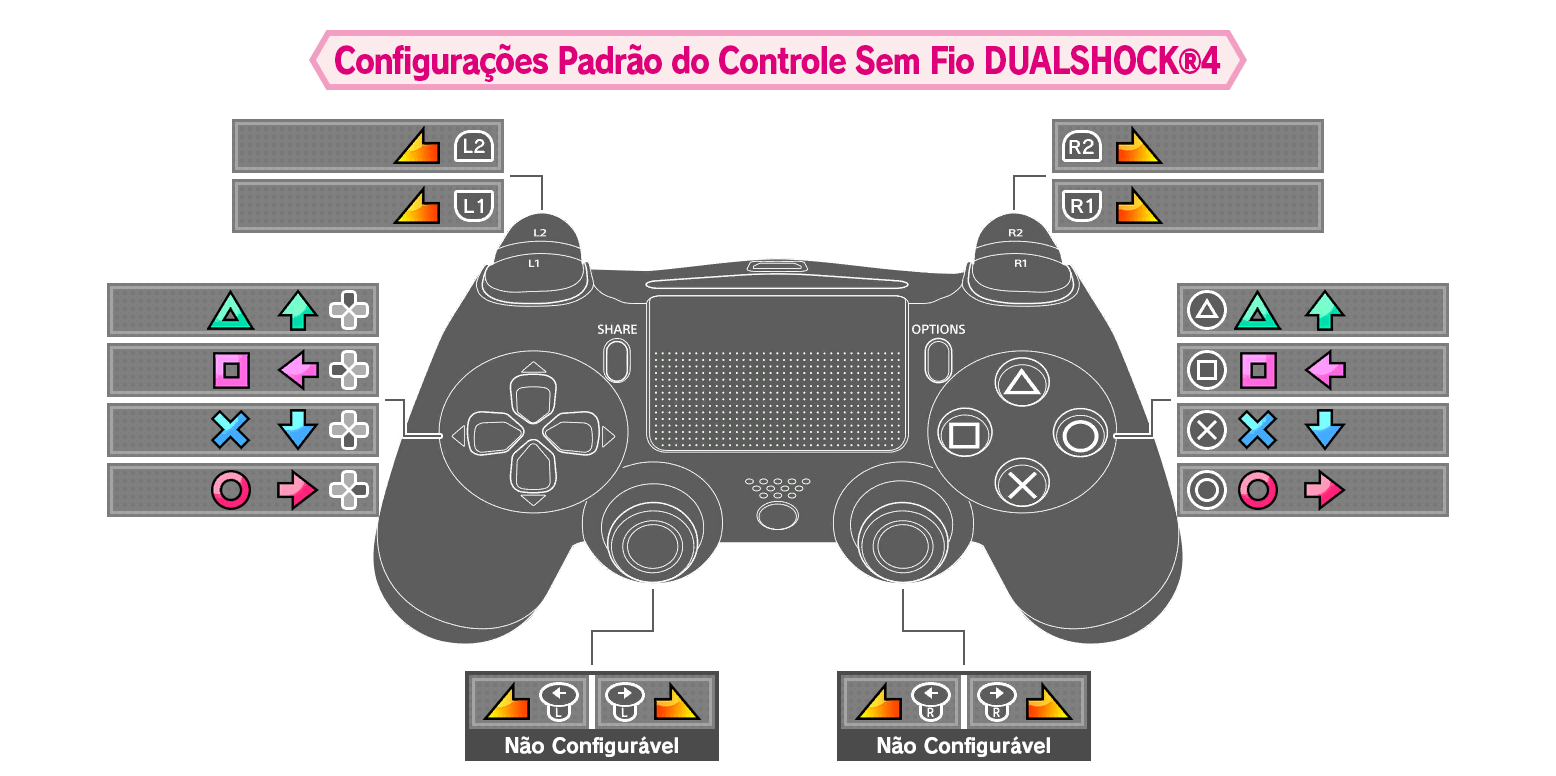 Configurações Padrão do Controle Sem Fio DUALSHOCK®4
L2
R2
L1
R1
L2
R2
L1
R1
SHARE
OPTIONS
L
L
R
R
Não Configurável
Não Configurável